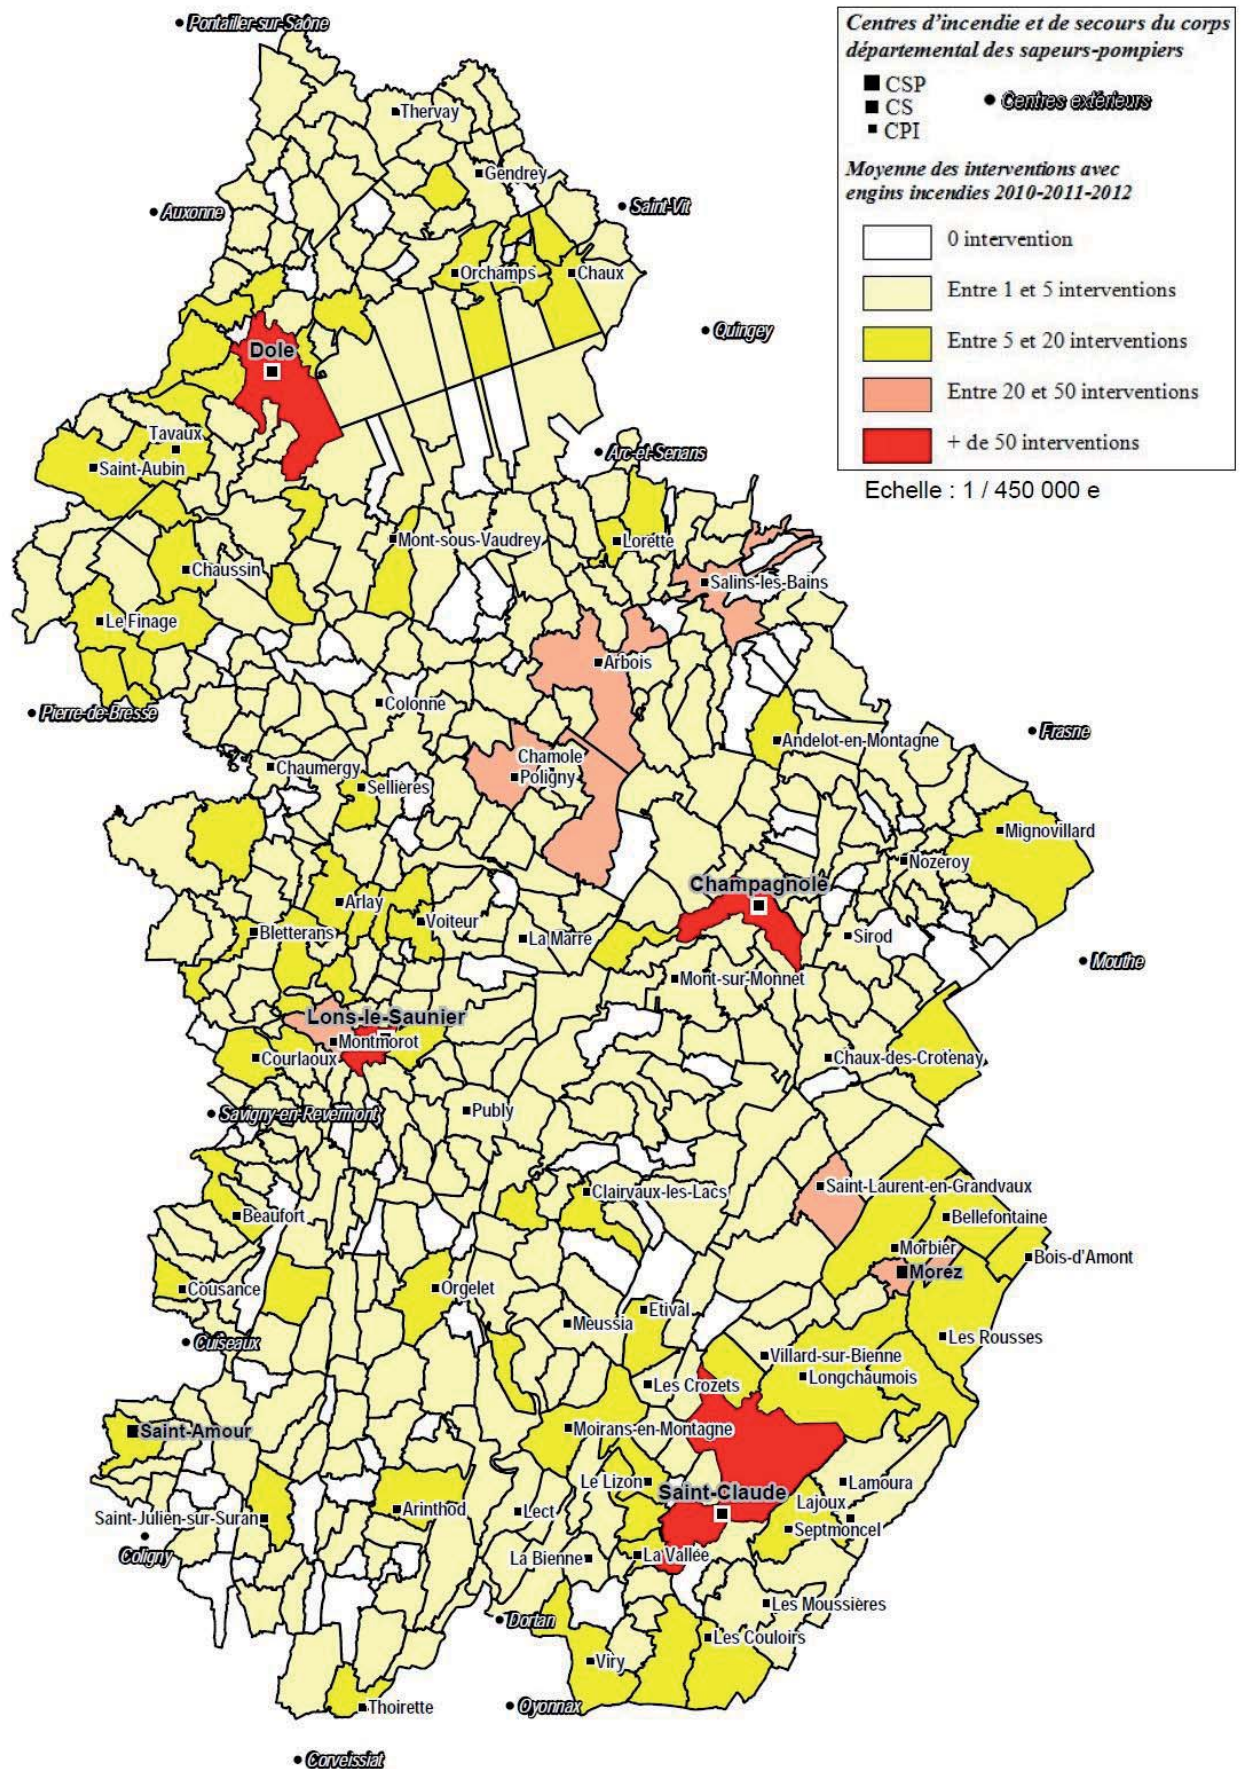 Centres d'incendie et de secours du corps
départemental des sapeurs-pompiers
CSP
CS
CPI
Centres extérieurs
Moyenne des interventions avec
engins incendies 2010-2011-2012
0 intervention
Entre 1 et 5 interventions
Entre 5 et 20 interventions
Entre 20 et 50 interventions
+ de 50 interventions
Echelle : 1 / 450 000 e
Pontailler-sur-Saône
Thervay
Gendrey
Auxonne
Saint-Vit
Orchamps
Chaux
Quingey
Dole
Tavaux
Saint-Aubin
Arc-et-Senans
Mont-sous-Vaudrey
Lorette
Chaussin
Salins-les-Bains
Le Finage
Arbois
Colonne
Pierre-de-Bresse
Frasne
Andelot-en-Montagne
Chamole
Poligny
Chaumergy
Sellières
Mignovillard
Nozeroy
Champagnole
Arlay
Voiteur
Bletterans
La Marre
Sirod
Mouthe
Mont-sur-Monnet
Lons-le-Saunier
Montmorot
Courlaoux
Chaux-des-Crotenay
Savigny-en-Revermont
Publy
Saint-Laurent-en-Grandvaux
Clairvaux-les-Lacs
Beaufort
Bellefontaine
Morbier
Bois-d'Amont
Morez
Cousance
Orgelet
Etival
Meussia
Les Rousses
Cuiseaux
Villard-sur-Bienne
Longchaumois
Les Crozets
Saint-Amour
Moirans-en-Montagne
Le Lizon
Lamoura
Saint-Claude
Lajoux
Arinthod
Lect
Saint-Julien-sur-Suran
Septmoncel
Coligny
La Bienne
La Vallée
Les Moussières
Dortan
Les Couloirs
Viry
Thoirette
Oyonnax
Corveissiat